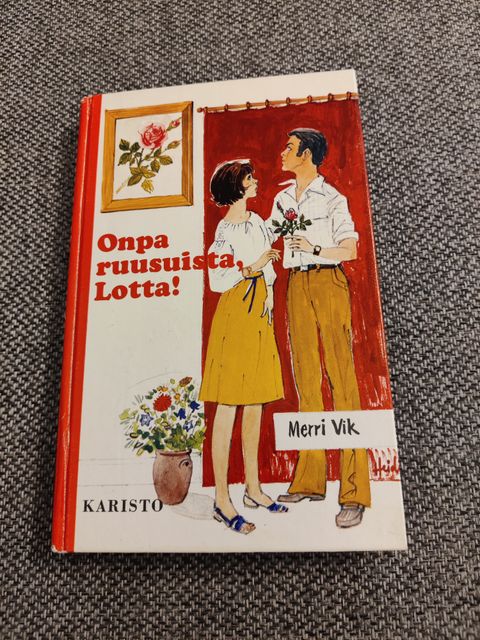 Onpa
ruusuista,
Lotta!
Merri Vik
KARISTO